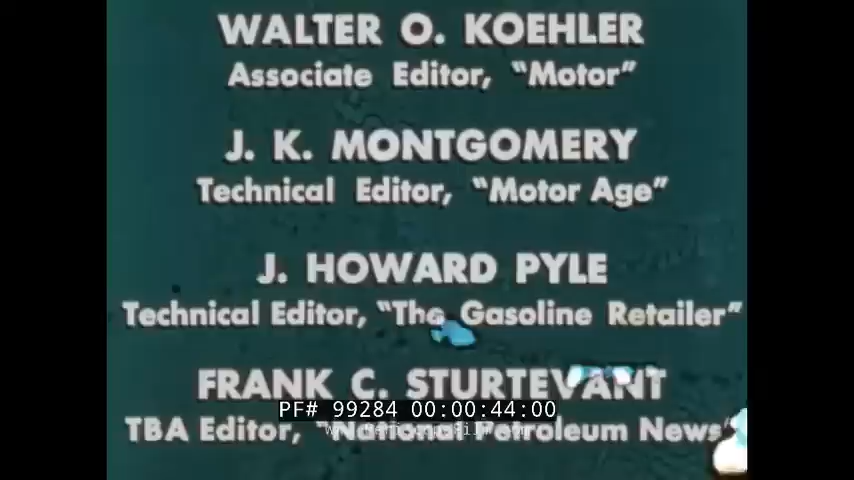 WALTER O. KOEHLER
Associate Editor, "Motor"
J. K. MONTGOMERY
Technical Editor, "Motor Age"
J. HOWARD PYLE
Technical Editor, "The Gasoline Retailer"
FRANK C. STURTEVANT
PF# 99284 00:00:44:00
TBA Editor, "National Petroleum News"